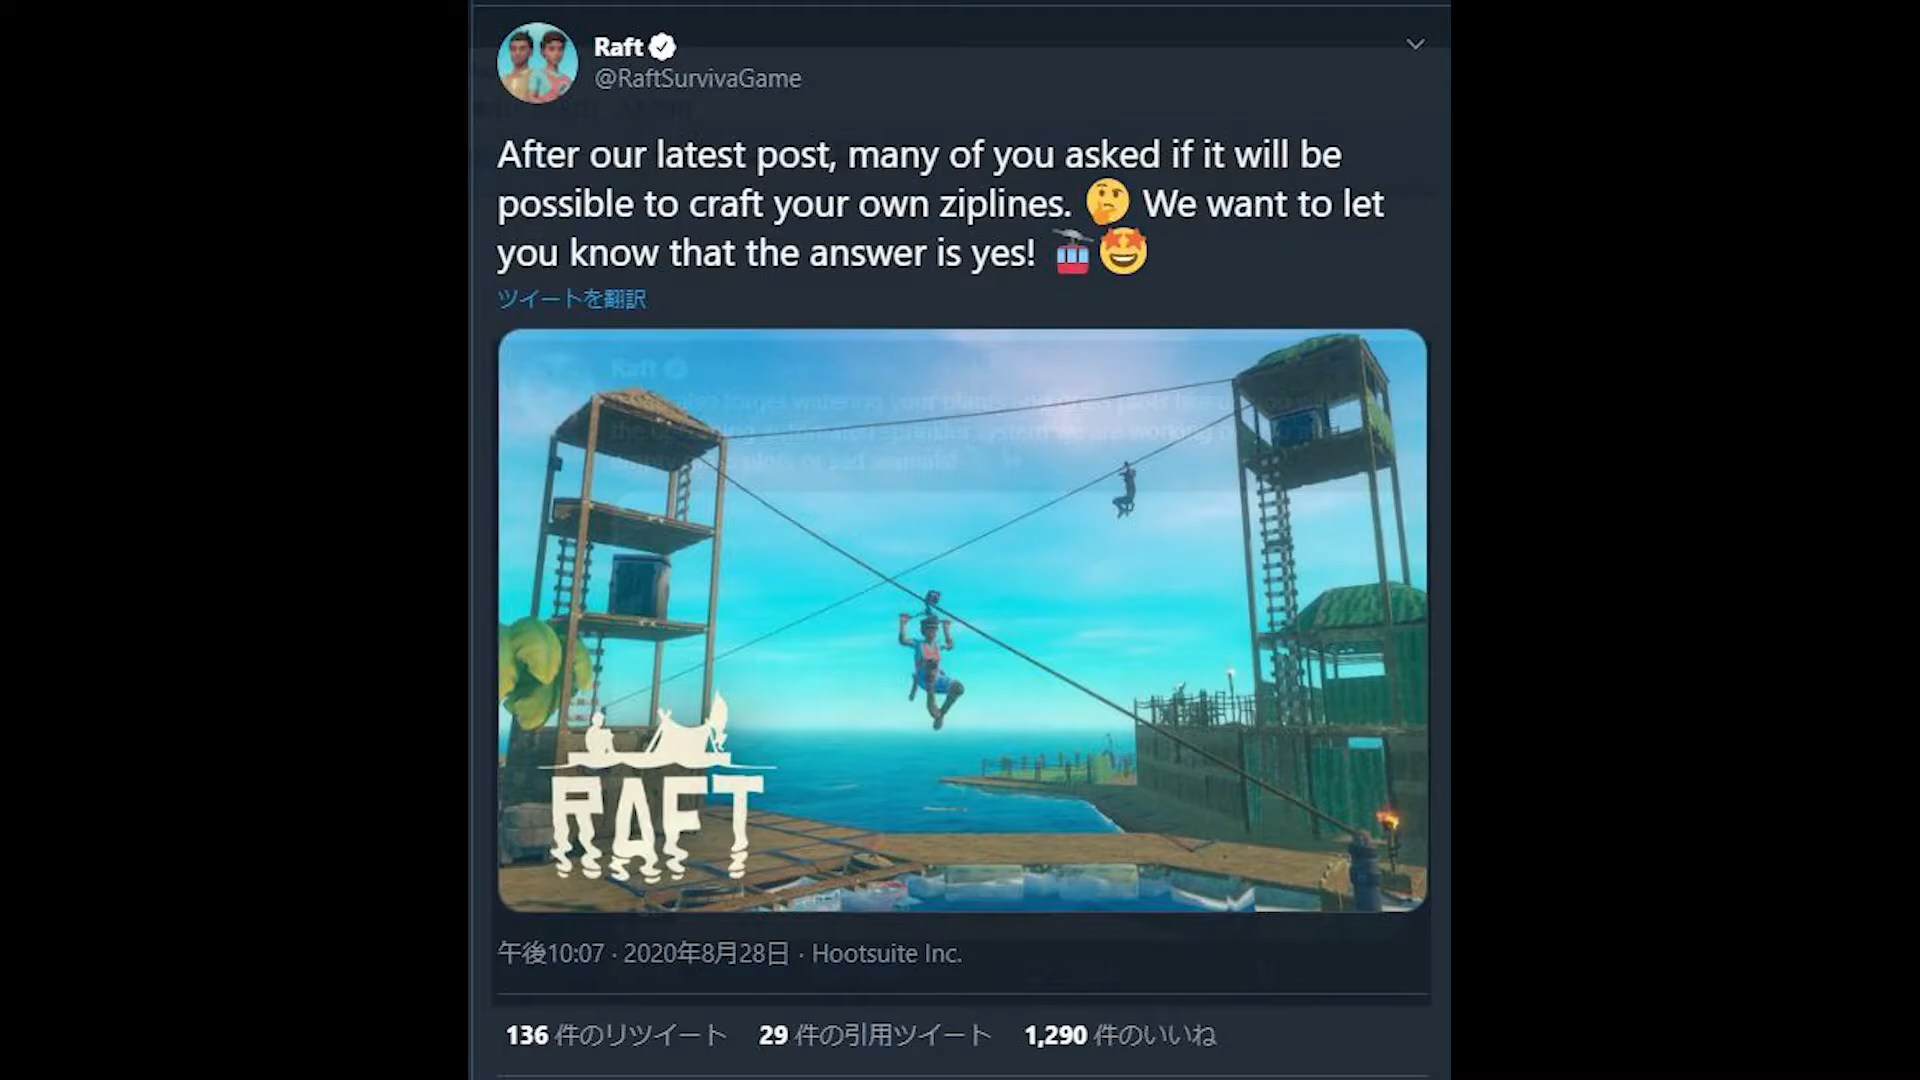 Raft
@RaftSurvivaGame
After our latest post, many of you asked if it will be
possible to craft your own ziplines. 🤔 We want to let
you know that the answer is yes! 🚡🤩
ツイートを翻訳
RAFT
午後10:07 · 2020年8月28日 · Hootsuite Inc.
136 件のリツイート 29 件の引用ツイート 1,290 件のいいね